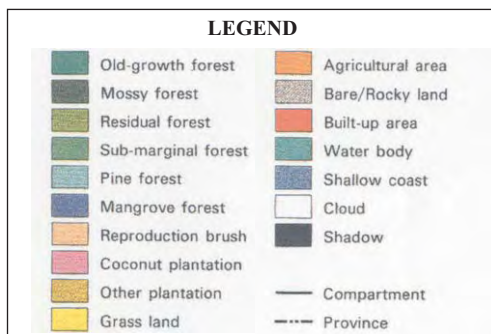 LEGEND
Old-growth forest
Mossy forest
Residual forest
Sub-marginal forest
Pine forest
Mangrove forest
Reproduction brush
Coconut plantation
Other plantation
Grass land
Agricultural area
Bare/Rocky land
Built-up area
Water body
Shallow coast
Cloud
Shadow
Compartment
Province